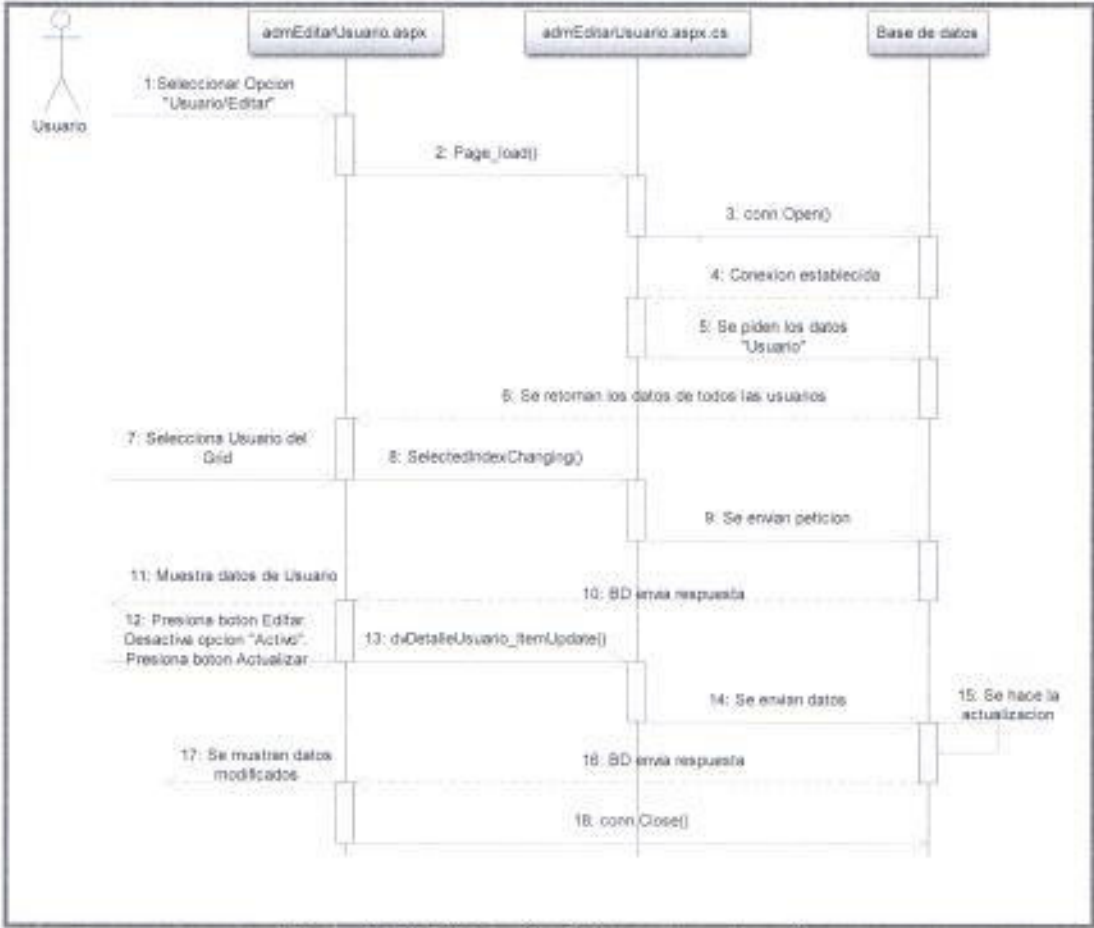 admEditarUsuario.aspx
admEditarUsuario.aspx.cs
Base de datos
Usuario
1:Seleccionar Opcion
"Usuario/Editar"
2: Page_load()
3: conn.Open()
4: Conexion establecida
5: Se piden los datos
"Usuario"
6: Se retornan los datos de todos las usuarios
7: Selecciona Usuario del
Grid
8: SelectedIndexChanging()
9: Se envian peticion
10: BD envia respuesta
11: Muestra datos de Usuario
12: Presiona boton Editar.
Desactiva opcion "Activo".
Presiona boton Actualizar
13: dvDetalleUsuario_ItemUpdate()
14: Se envian datos
15: Se hace la
actualizacion
16: BD envia respuesta
17: Se mustran datos
modificados
18: conn.Close()